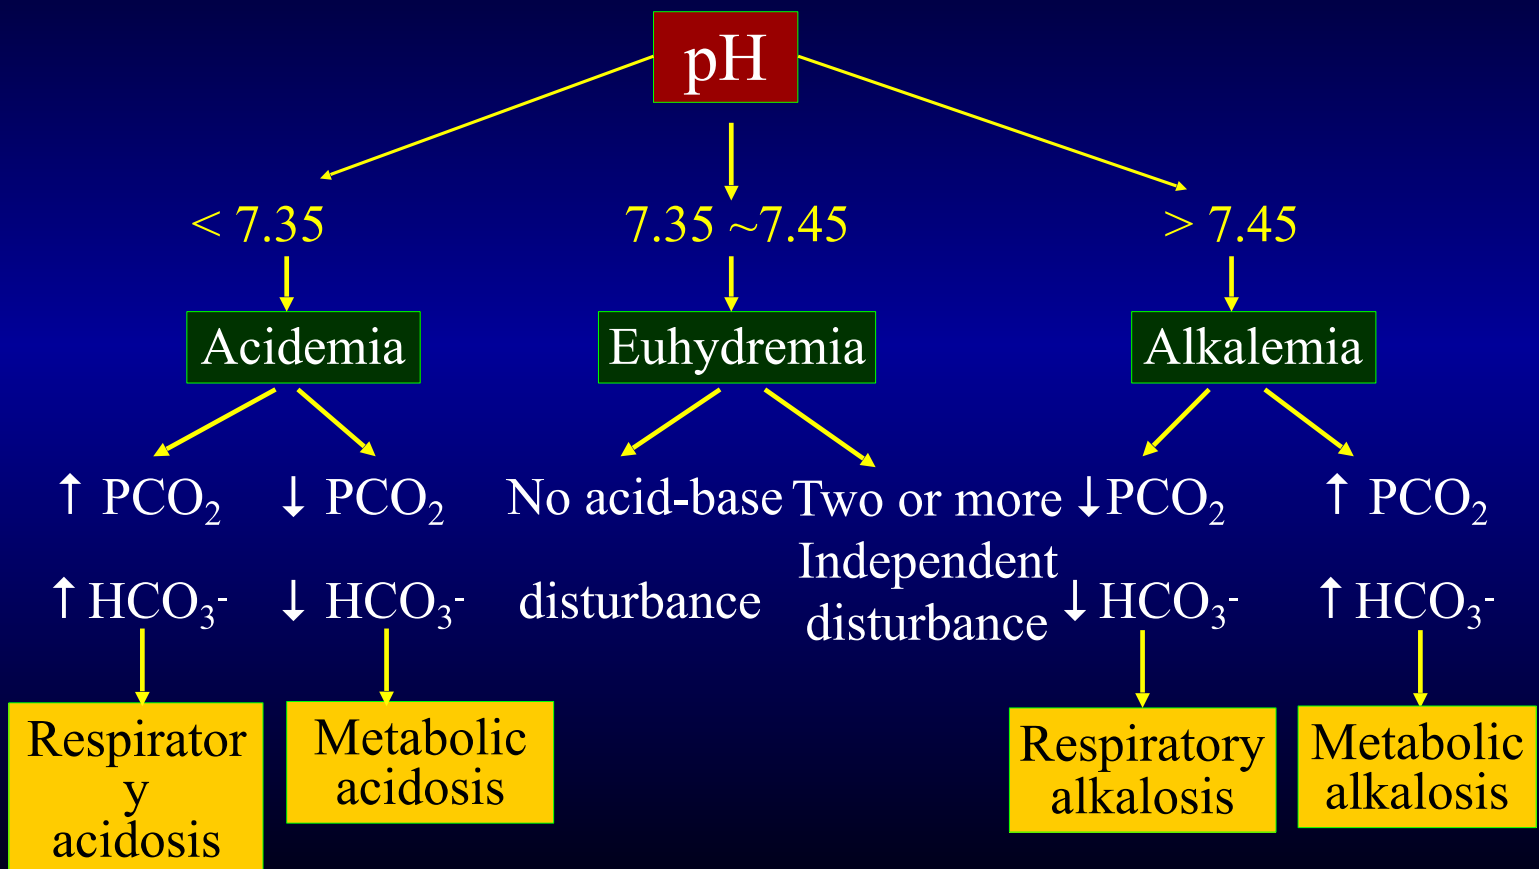 pH
< 7.35
7.35 ~7.45
> 7.45
Acidemia
Euhydremia
Alkalemia
↑ PCO₂
↑ HCO₃⁻
↓ PCO₂
↓ HCO₃⁻
No acid-base
disturbance
Two or more
Independent
disturbance
↓ PCO₂
↓ HCO₃⁻
↑ PCO₂
↑ HCO₃⁻
Respirator
y
acidosis
Metabolic
acidosis
Respiratory
alkalosis
Metabolic
alkalosis